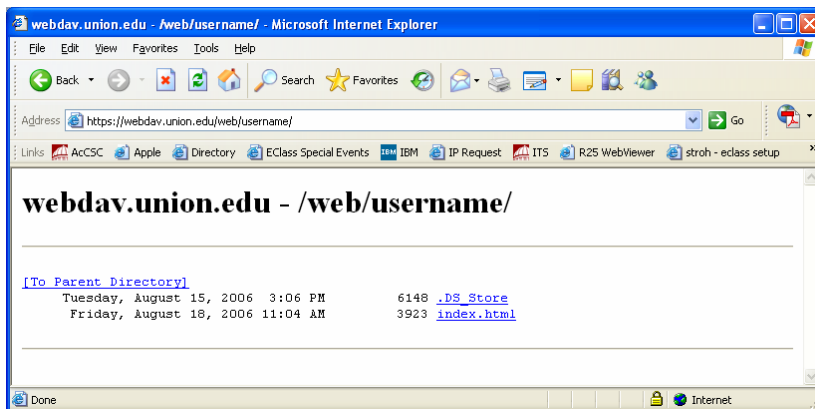 webdav.union.edu - /web/username/ - Microsoft Internet Explorer
File Edit View Favorites Tools Help
Back Search Favorites
Address https://webdav.union.edu/web/username/ Go
Links AcCSC Apple Directory EClass Special Events IBM IBM IP Request ITS R25 WebViewer stroh - eclass setup »
webdav.union.edu - /web/username/
[To Parent Directory]
Tuesday, August 15, 2006 3:06 PM 6148 .DS_Store
Friday, August 18, 2006 11:04 AM 3923 index.html
Done Internet